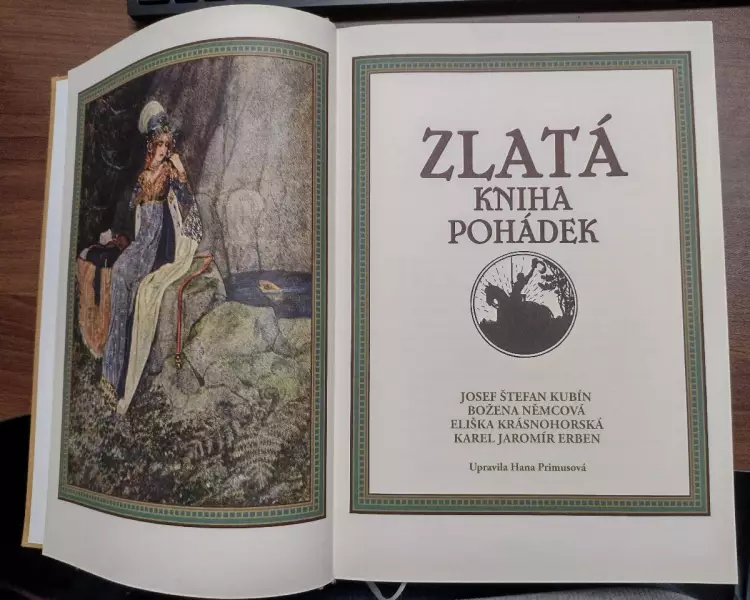 ZLATÁ
KNIHA
POHÁDEK
JOSEF ŠTEFAN KUBÍN
BOŽENA NĚMCOVÁ
ELIŠKA KRÁSNOHORSKÁ
KAREL JAROMÍR ERBEN
Upravila Hana Primusová